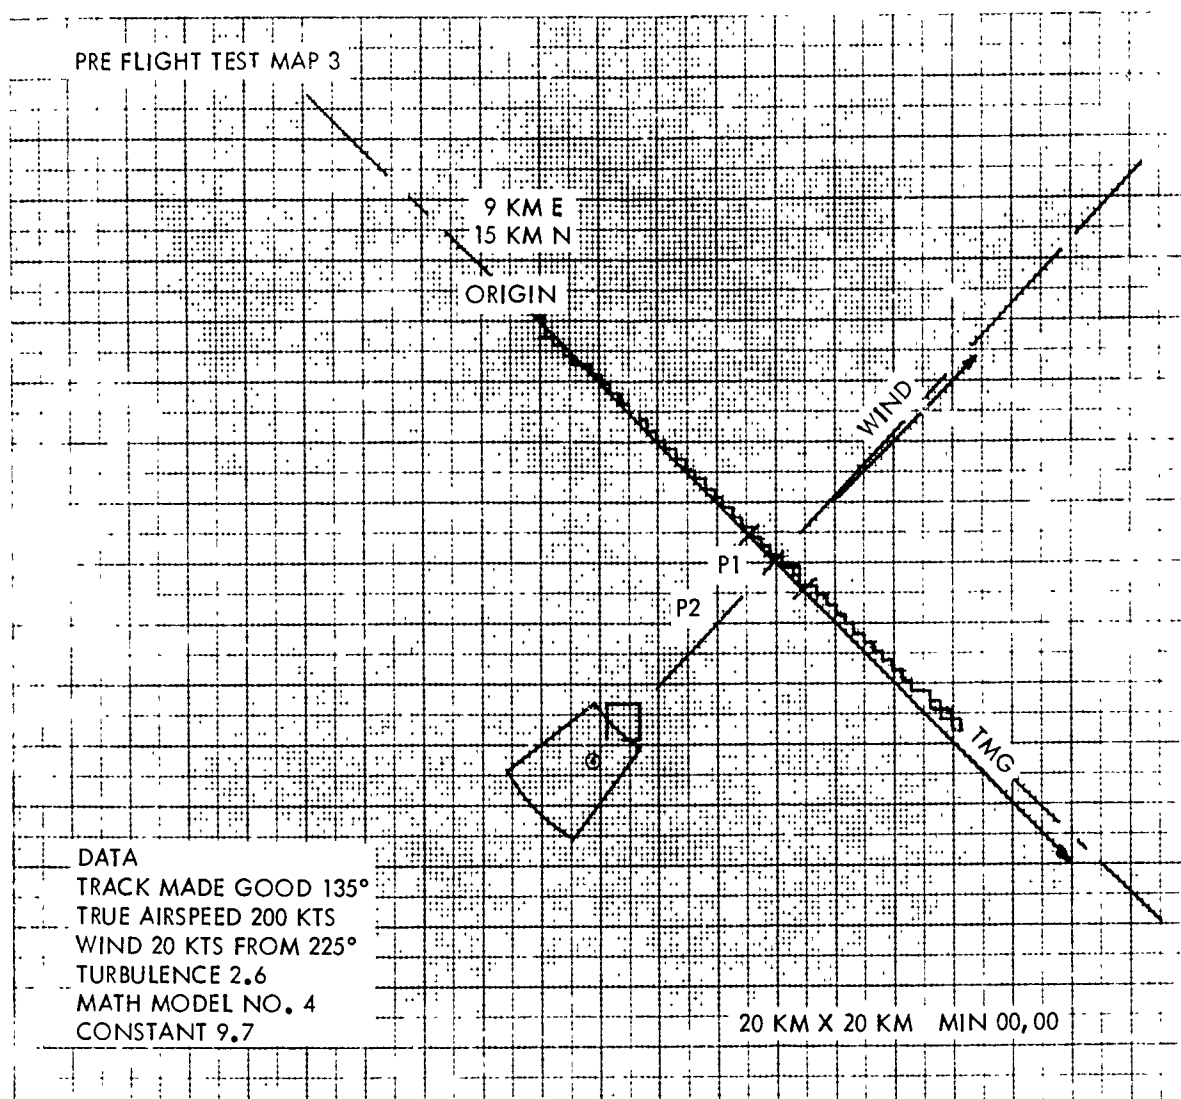 PRE FLIGHT TEST MAP 3
9 KM E
15 KM N
ORIGIN
WIND
P1
P2
TMG
DATA
TRACK MADE GOOD 135°
TRUE AIRSPEED 200 KTS
WIND 20 KTS FROM 225°
TURBULENCE 2.6
MATH MODEL NO. 4
CONSTANT 9.7
20 KM X 20 KM MIN 00,00